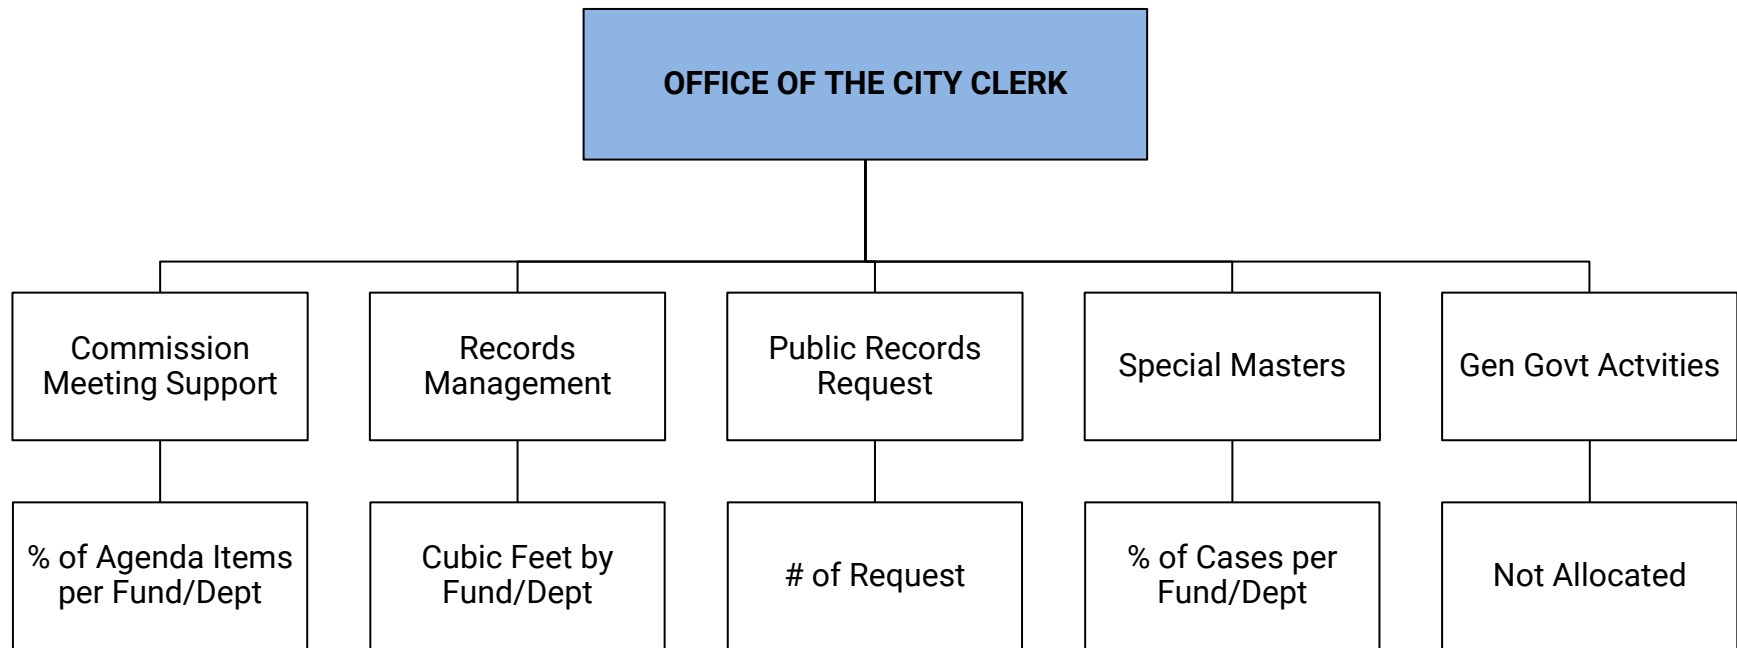 OFFICE OF THE CITY CLERK
Commission
Meeting Support
Records
Management
Public Records
Request
Special Masters
Gen Govt Actvities
% of Agenda Items
per Fund/Dept
Cubic Feet by
Fund/Dept
# of Request
% of Cases per
Fund/Dept
Not Allocated